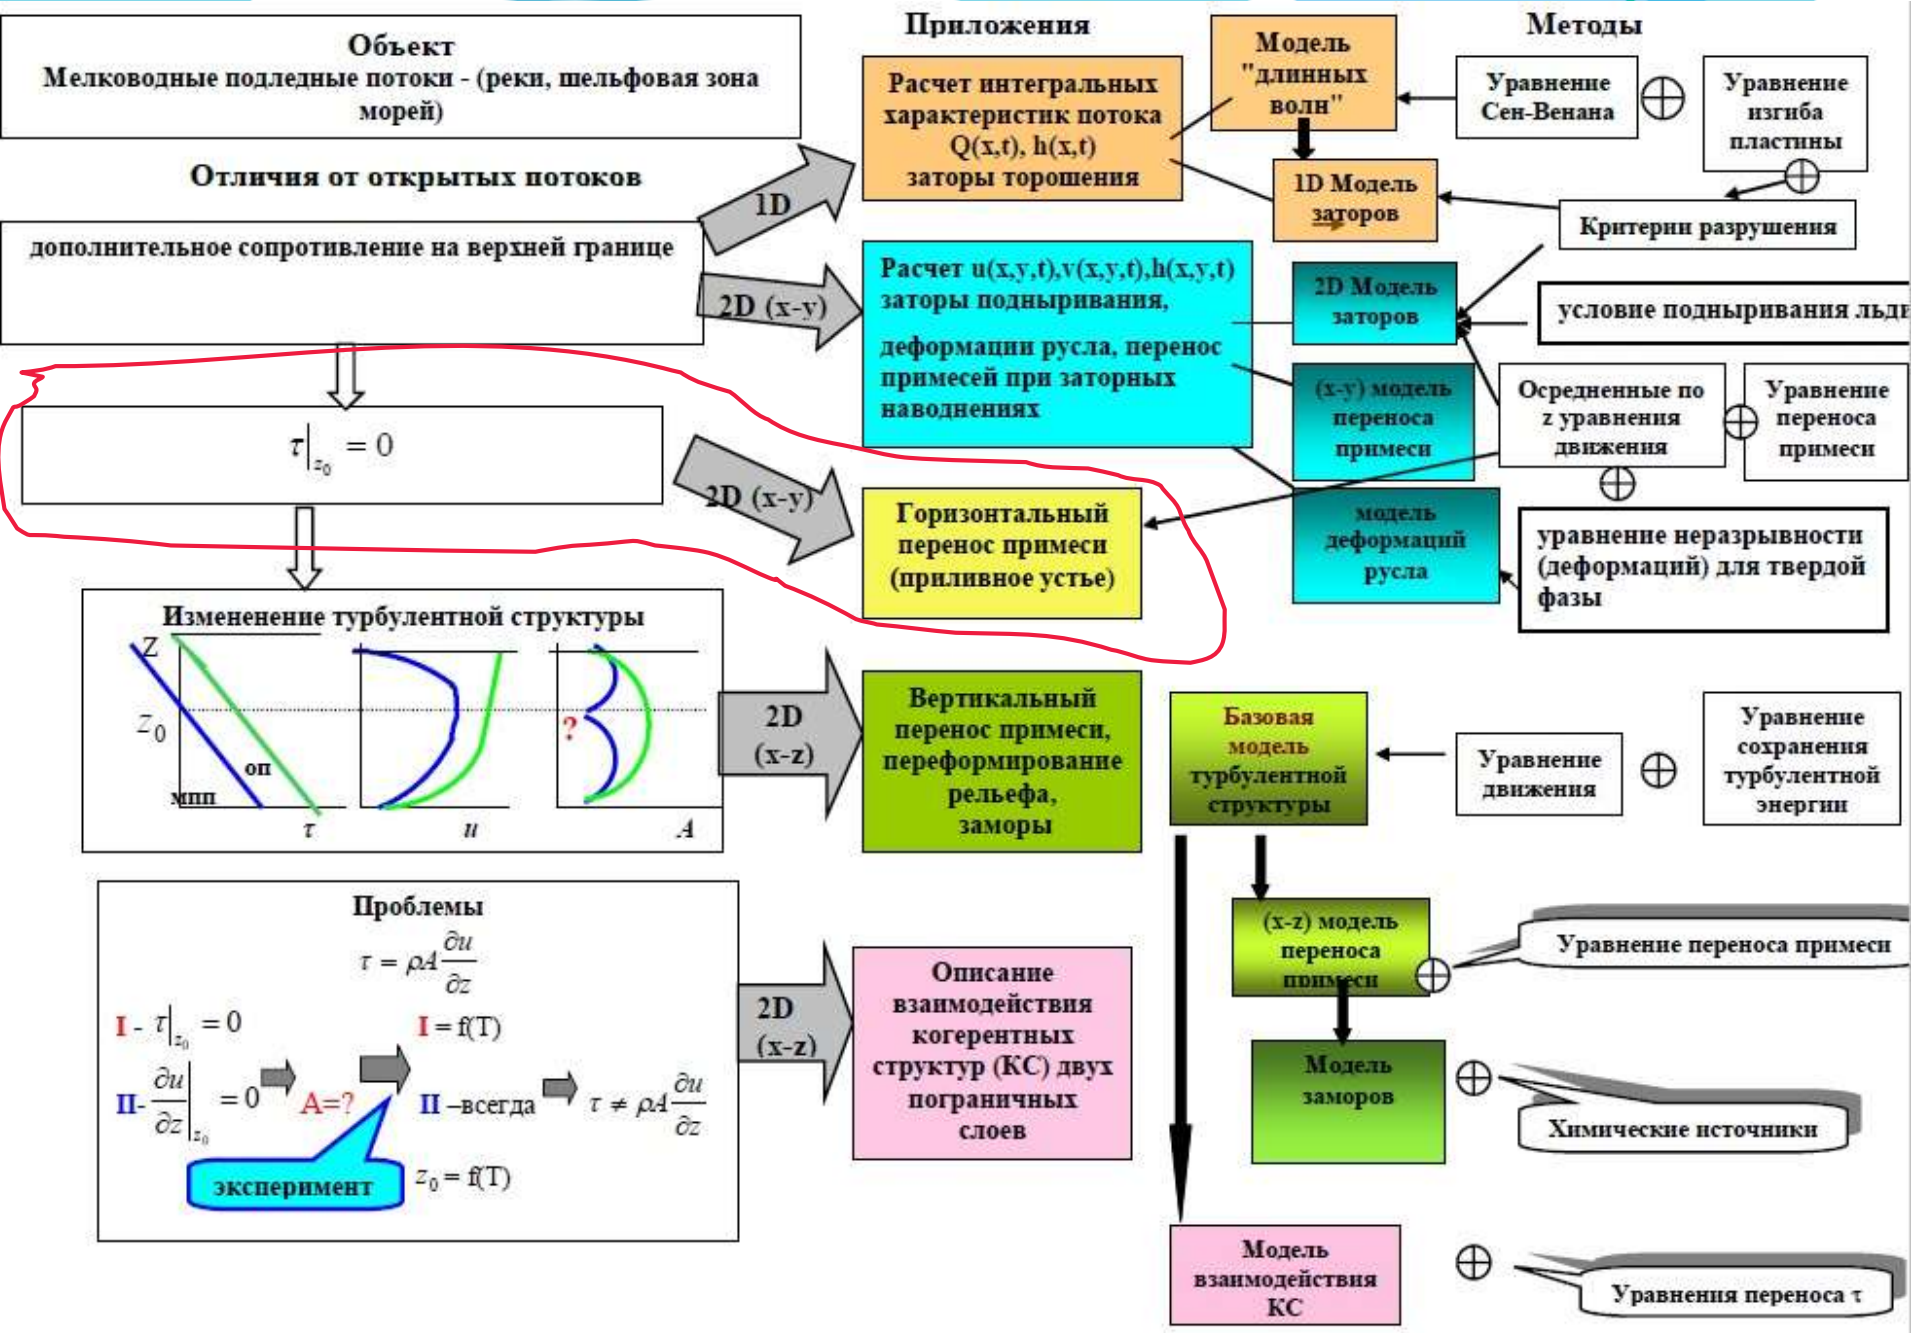 Объект
Мелководные подледные потоки - (реки, шельфовая зона
морей)
Отличия от открытых потоков
дополнительное сопротивление на верхней границе
1D
2D (x-y)
τ|z₀ = 0
2D (x-y)
Измененение турбулентной структуры
Z
z₀
оп
мпп
τ
u
?
A
2D
(x-z)
Проблемы
τ = ρA ∂u/∂z
I - τ|z₀ = 0
I = f(T)
II- ∂u/∂z|z₀ = 0
A=?
II –всегда
τ ≠ ρA ∂u/∂z
эксперимент
z₀ = f(T)
2D
(x-z)
Приложения
Расчет интегральных
характеристик потока
Q(x,t), h(x,t)
заторы торошения
Расчет u(x,y,t),v(x,y,t),h(x,y,t)
заторы подныривания,
деформации русла, перенос
примесей при заторных
наводнениях
Горизонтальный
перенос примеси
(приливное устье)
Вертикальный
перенос примеси,
переформирование
рельефа,
заморы
Описание
взаимодействия
когерентных
структур (КС) двух
пограничных
слоев
Модель
"длинных
волн"
1D Модель
заторов
2D Модель
заторов
(x-y) модель
переноса
примеси
модель
деформаций
русла
Базовая
модель
турбулентной
структуры
(x-z) модель
переноса
примеси
Модель
заморов
Модель
взаимодействия
КС
Методы
Уравнение
Сен-Венана
Уравнение
изгиба
пластины
Критерии разрушения
условие подныривания
Осредненные по
z уравнения
движения
Уравнение
переноса
примеси
уравнение неразрывности
(деформаций) для твердой
фазы
Уравнение
движения
Уравнение
сохранения
турбулентной
энергии
Уравнение переноса примеси
Химические источники
Уравнения переноса τ